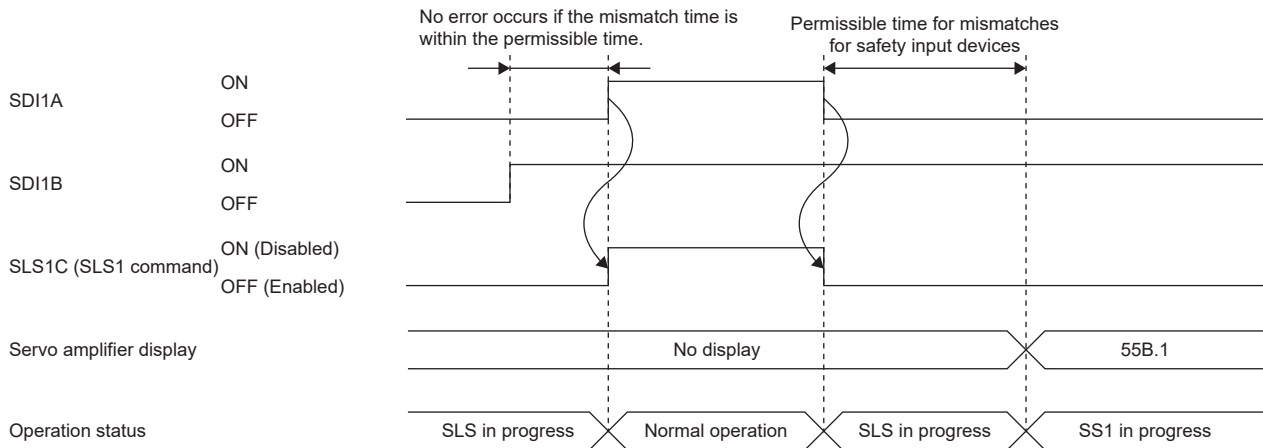 No error occurs if the mismatch time is
within the permissible time.
Permissible time for mismatches
for safety input devices
SDI1A
ON
OFF
SDI1B
ON
OFF
SLS1C (SLS1 command)
ON (Disabled)
OFF (Enabled)
Servo amplifier display
No display
55B.1
Operation status
SLS in progress
Normal operation
SLS in progress
SS1 in progress